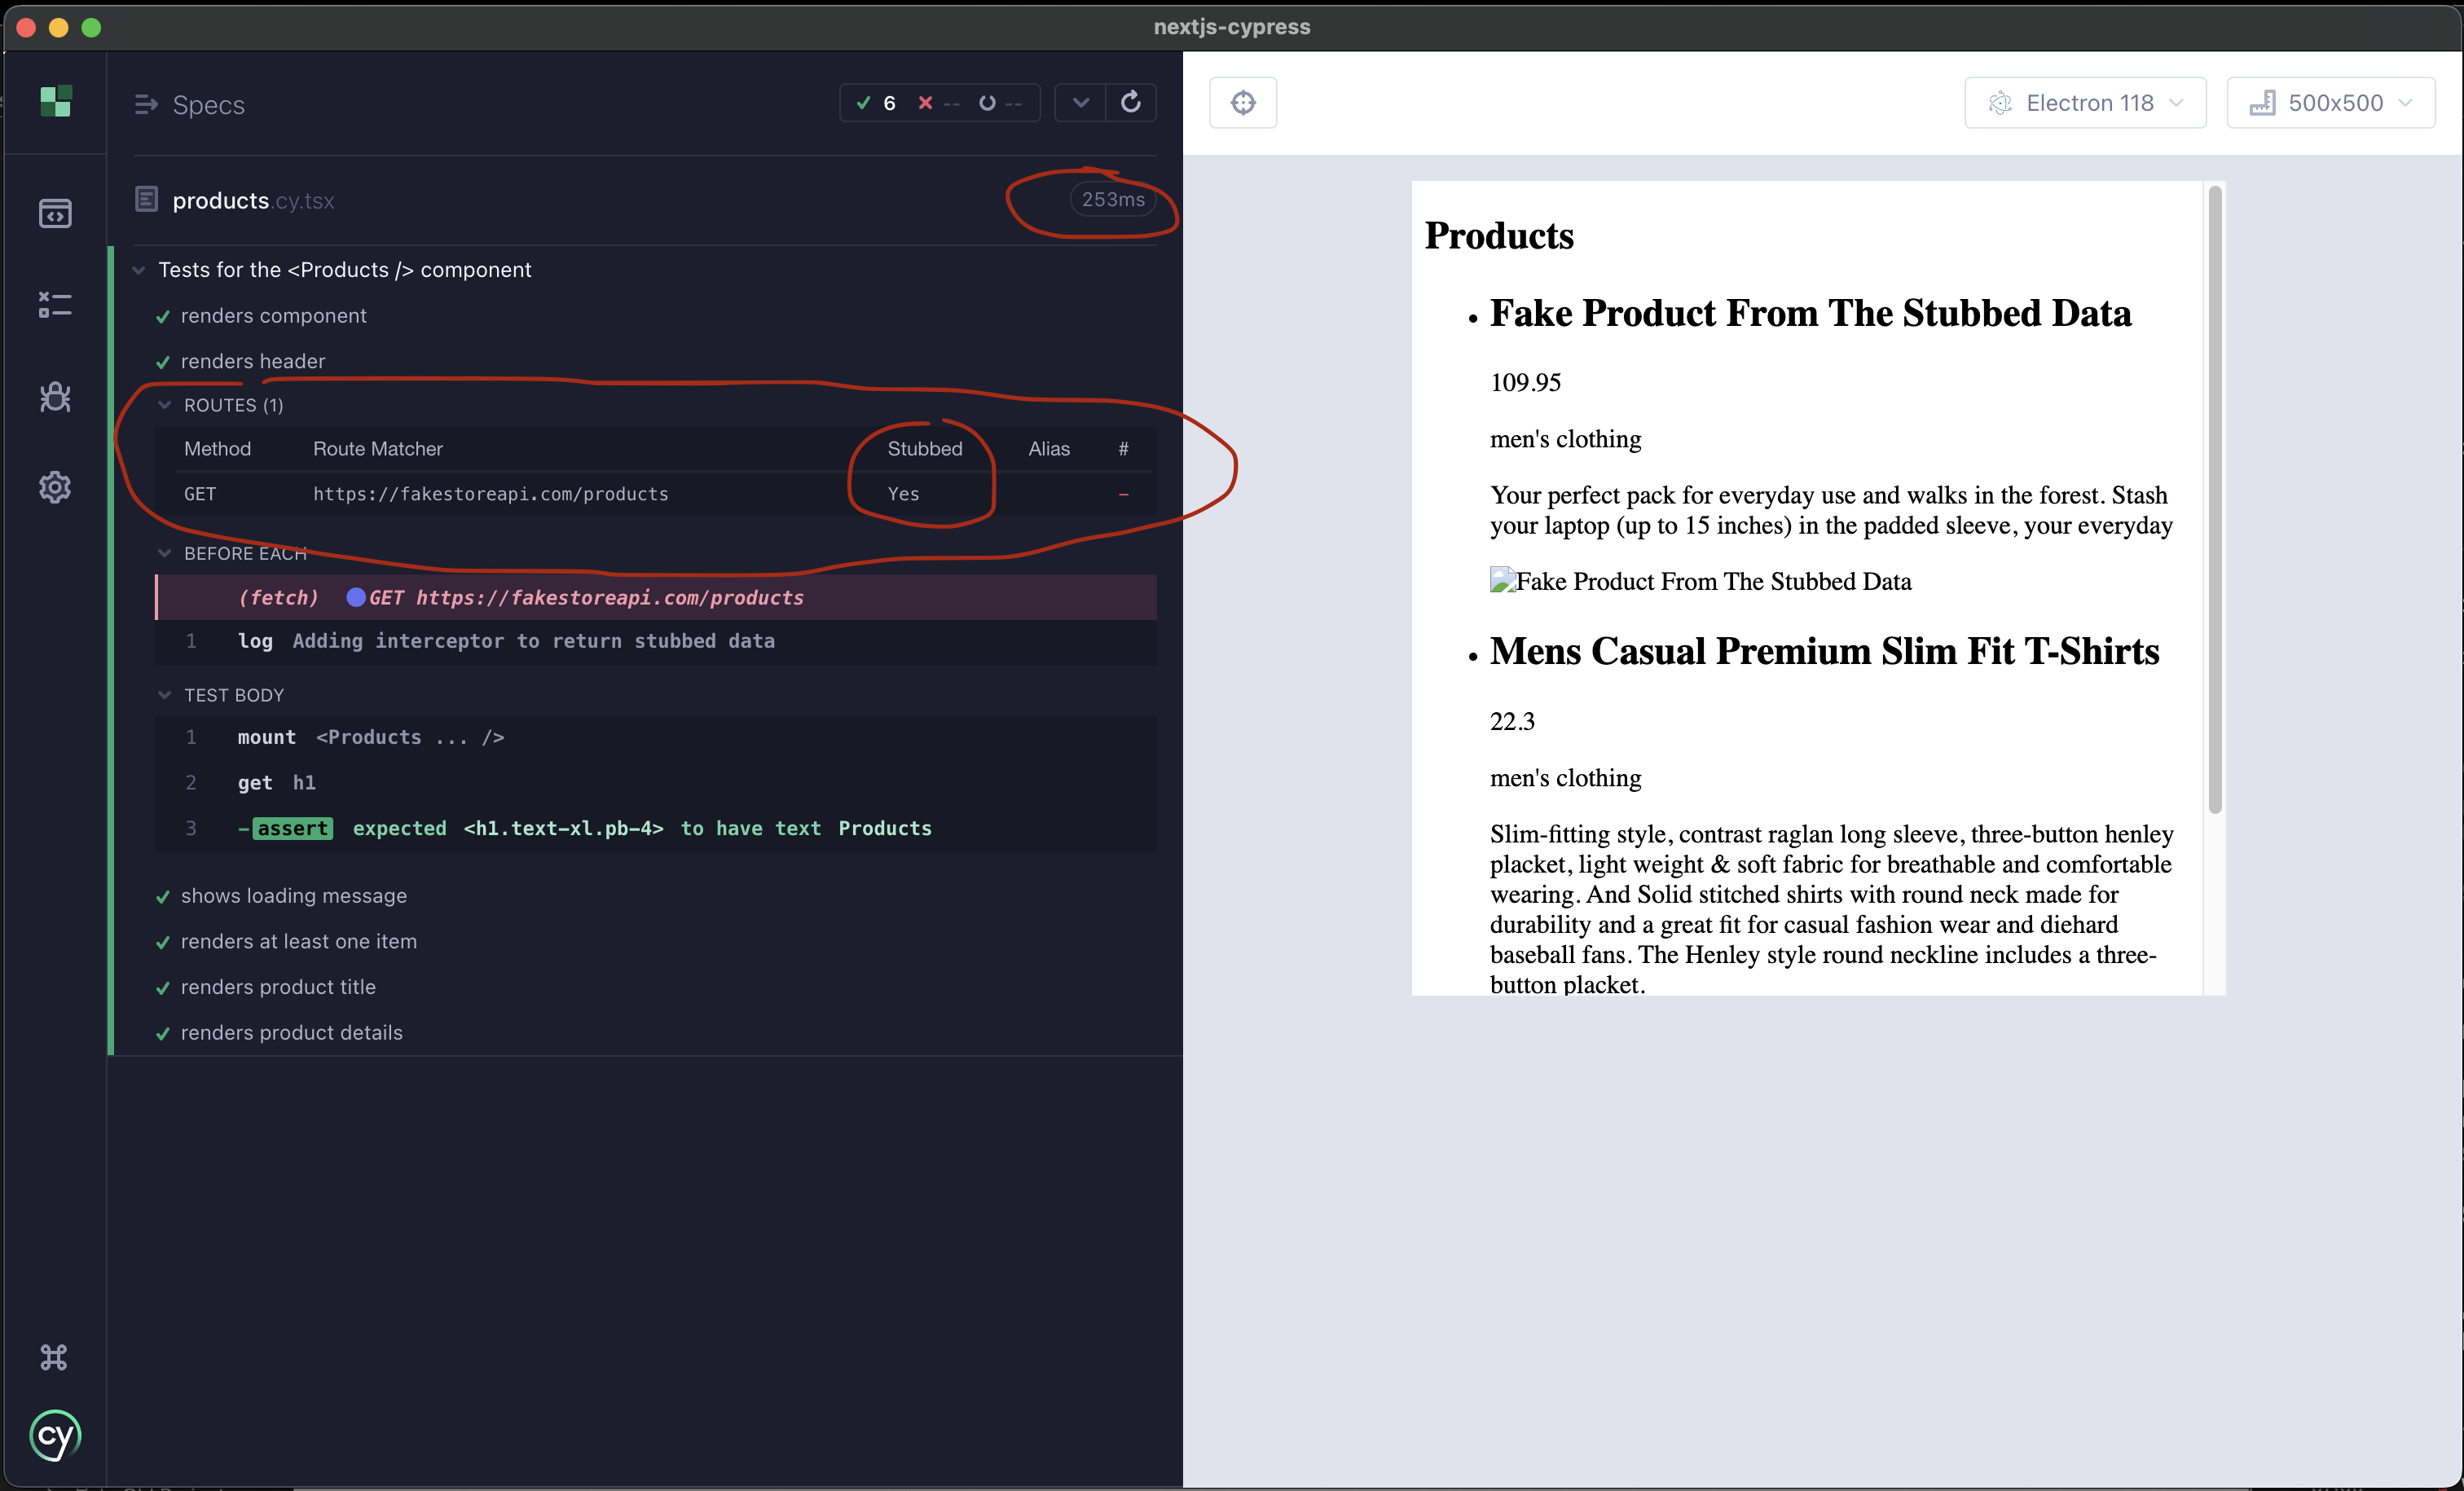 nextjs-cypress
Specs
6 -- --
products.cy.tsx
253ms
Tests for the <Products /> component
renders component
renders header
ROUTES (1)
Method Route Matcher Stubbed Alias #
GET https://fakestoreapi.com/products Yes -
BEFORE EACH
(fetch) GET https://fakestoreapi.com/products
1 log Adding interceptor to return stubbed data
TEST BODY
1 mount <Products ... />
2 get h1
3 -assert expected <h1.text-xl.pb-4> to have text Products
shows loading message
renders at least one item
renders product title
renders product details
cy
Electron 118
500x500
Products
• Fake Product From The Stubbed Data
109.95
men's clothing
Your perfect pack for everyday use and walks in the forest. Stash
your laptop (up to 15 inches) in the padded sleeve, your everyday
Fake Product From The Stubbed Data
• Mens Casual Premium Slim Fit T-Shirts
22.3
men's clothing
Slim-fitting style, contrast raglan long sleeve, three-button henley
placket, light weight & soft fabric for breathable and comfortable
wearing. And Solid stitched shirts with round neck made for
durability and a great fit for casual fashion wear and diehard
baseball fans. The Henley style round neckline includes a three-
button placket.